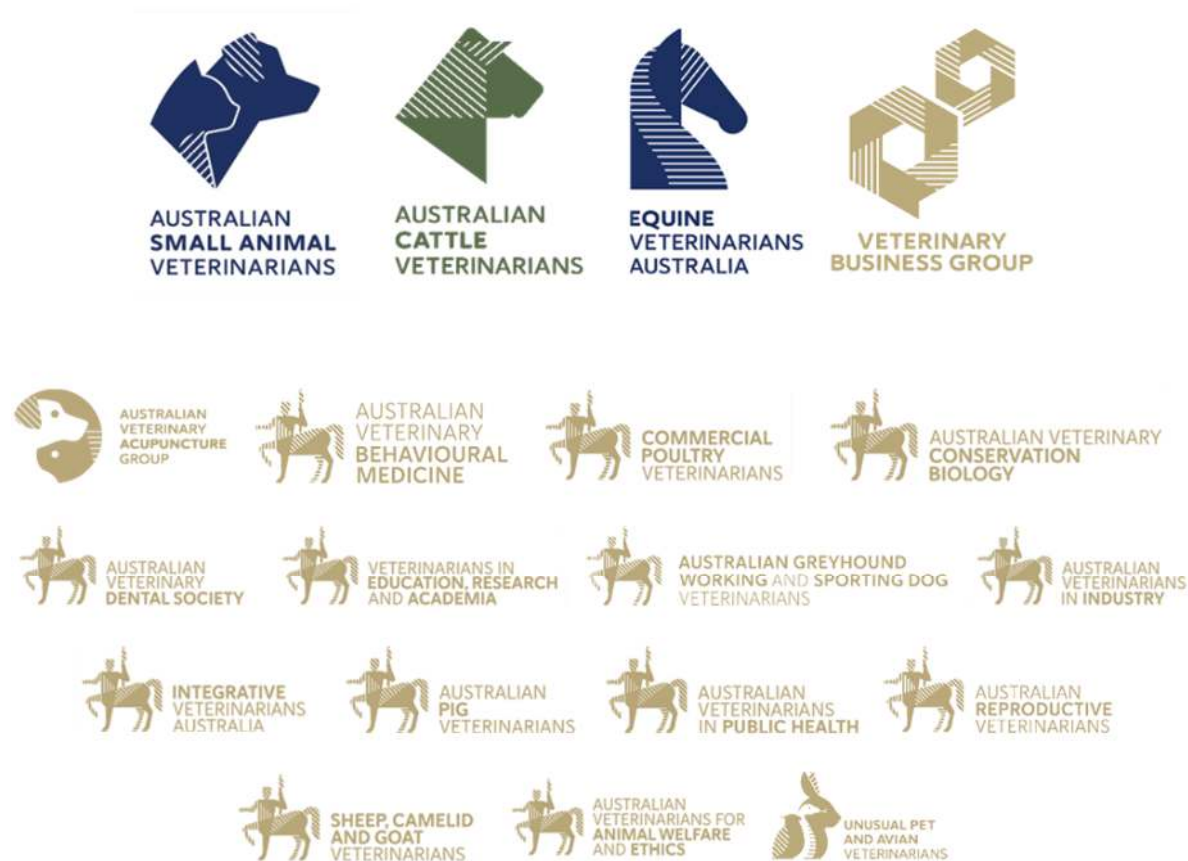 AUSTRALIAN
SMALL ANIMAL
VETERINARIANS
AUSTRALIAN
CATTLE
VETERINARIANS
EQUINE
VETERINARIANS
AUSTRALIA
VETERINARY
BUSINESS GROUP
AUSTRALIAN
VETERINARY
ACUPUNCTURE
GROUP
AUSTRALIAN
VETERINARY
BEHAVIOURAL
MEDICINE
COMMERCIAL
POULTRY
VETERINARIANS
AUSTRALIAN VETERINARY
CONSERVATION
BIOLOGY
AUSTRALIAN
VETERINARY
DENTAL SOCIETY
VETERINARIANS IN
EDUCATION, RESEARCH
AND ACADEMIA
AUSTRALIAN GREYHOUND
WORKING AND SPORTING DOG
VETERINARIANS
AUSTRALIAN
VETERINARIANS
IN INDUSTRY
INTEGRATIVE
VETERINARIANS
AUSTRALIA
AUSTRALIAN
PIG
VETERINARIANS
AUSTRALIAN
VETERINARIANS
IN PUBLIC HEALTH
AUSTRALIAN
REPRODUCTIVE
VETERINARIANS
SHEEP, CAMELID
AND GOAT
VETERINARIANS
AUSTRALIAN
VETERINARIANS FOR
ANIMAL WELFARE
AND ETHICS
UNUSUAL PET
AND AVIAN
VETERINARIANS